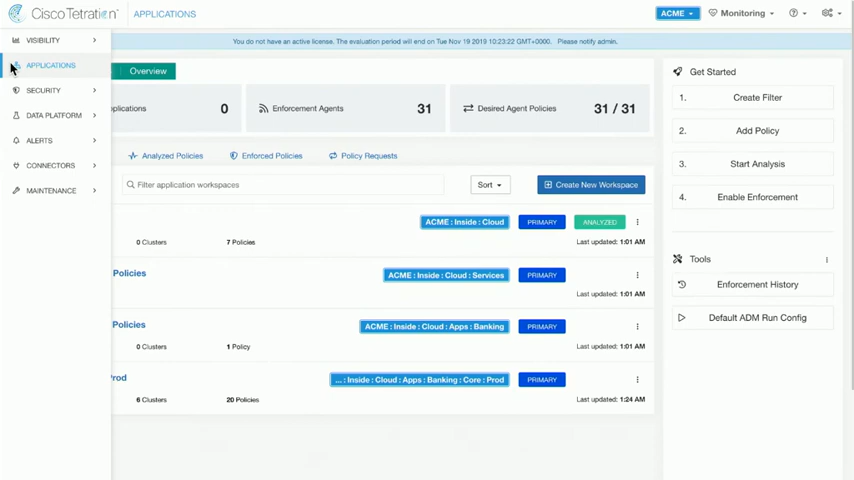 Cisco Tetration™ APPLICATIONS ACME Monitoring
You do not have an active license. The evaluation period will end on Tue Nov 19 2019 10:23:22 GMT+0000. Please notify admin.
VISIBILITY
APPLICATIONS
SECURITY
DATA PLATFORM
ALERTS
CONNECTORS
MAINTENANCE
Overview
plications 0
Enforcement Agents 31
Desired Agent Policies 31 / 31
Analyzed Policies Enforced Policies Policy Requests
Filter application workspaces Sort Create New Workspace
ACME : Inside : Cloud PRIMARY ANALYZED
0 Clusters 7 Policies Last updated: 1:01 AM
Policies ACME : Inside : Cloud : Services PRIMARY
Last updated: 1:01 AM
Policies ACME : Inside : Cloud : Apps : Banking PRIMARY
0 Clusters 1 Policy Last updated: 1:01 AM
Prod ... : Inside : Cloud : Apps : Banking : Core : Prod PRIMARY
6 Clusters 20 Policies Last updated: 1:24 AM
Get Started
1. Create Filter
2. Add Policy
3. Start Analysis
4. Enable Enforcement
Tools
Enforcement History
Default ADM Run Config